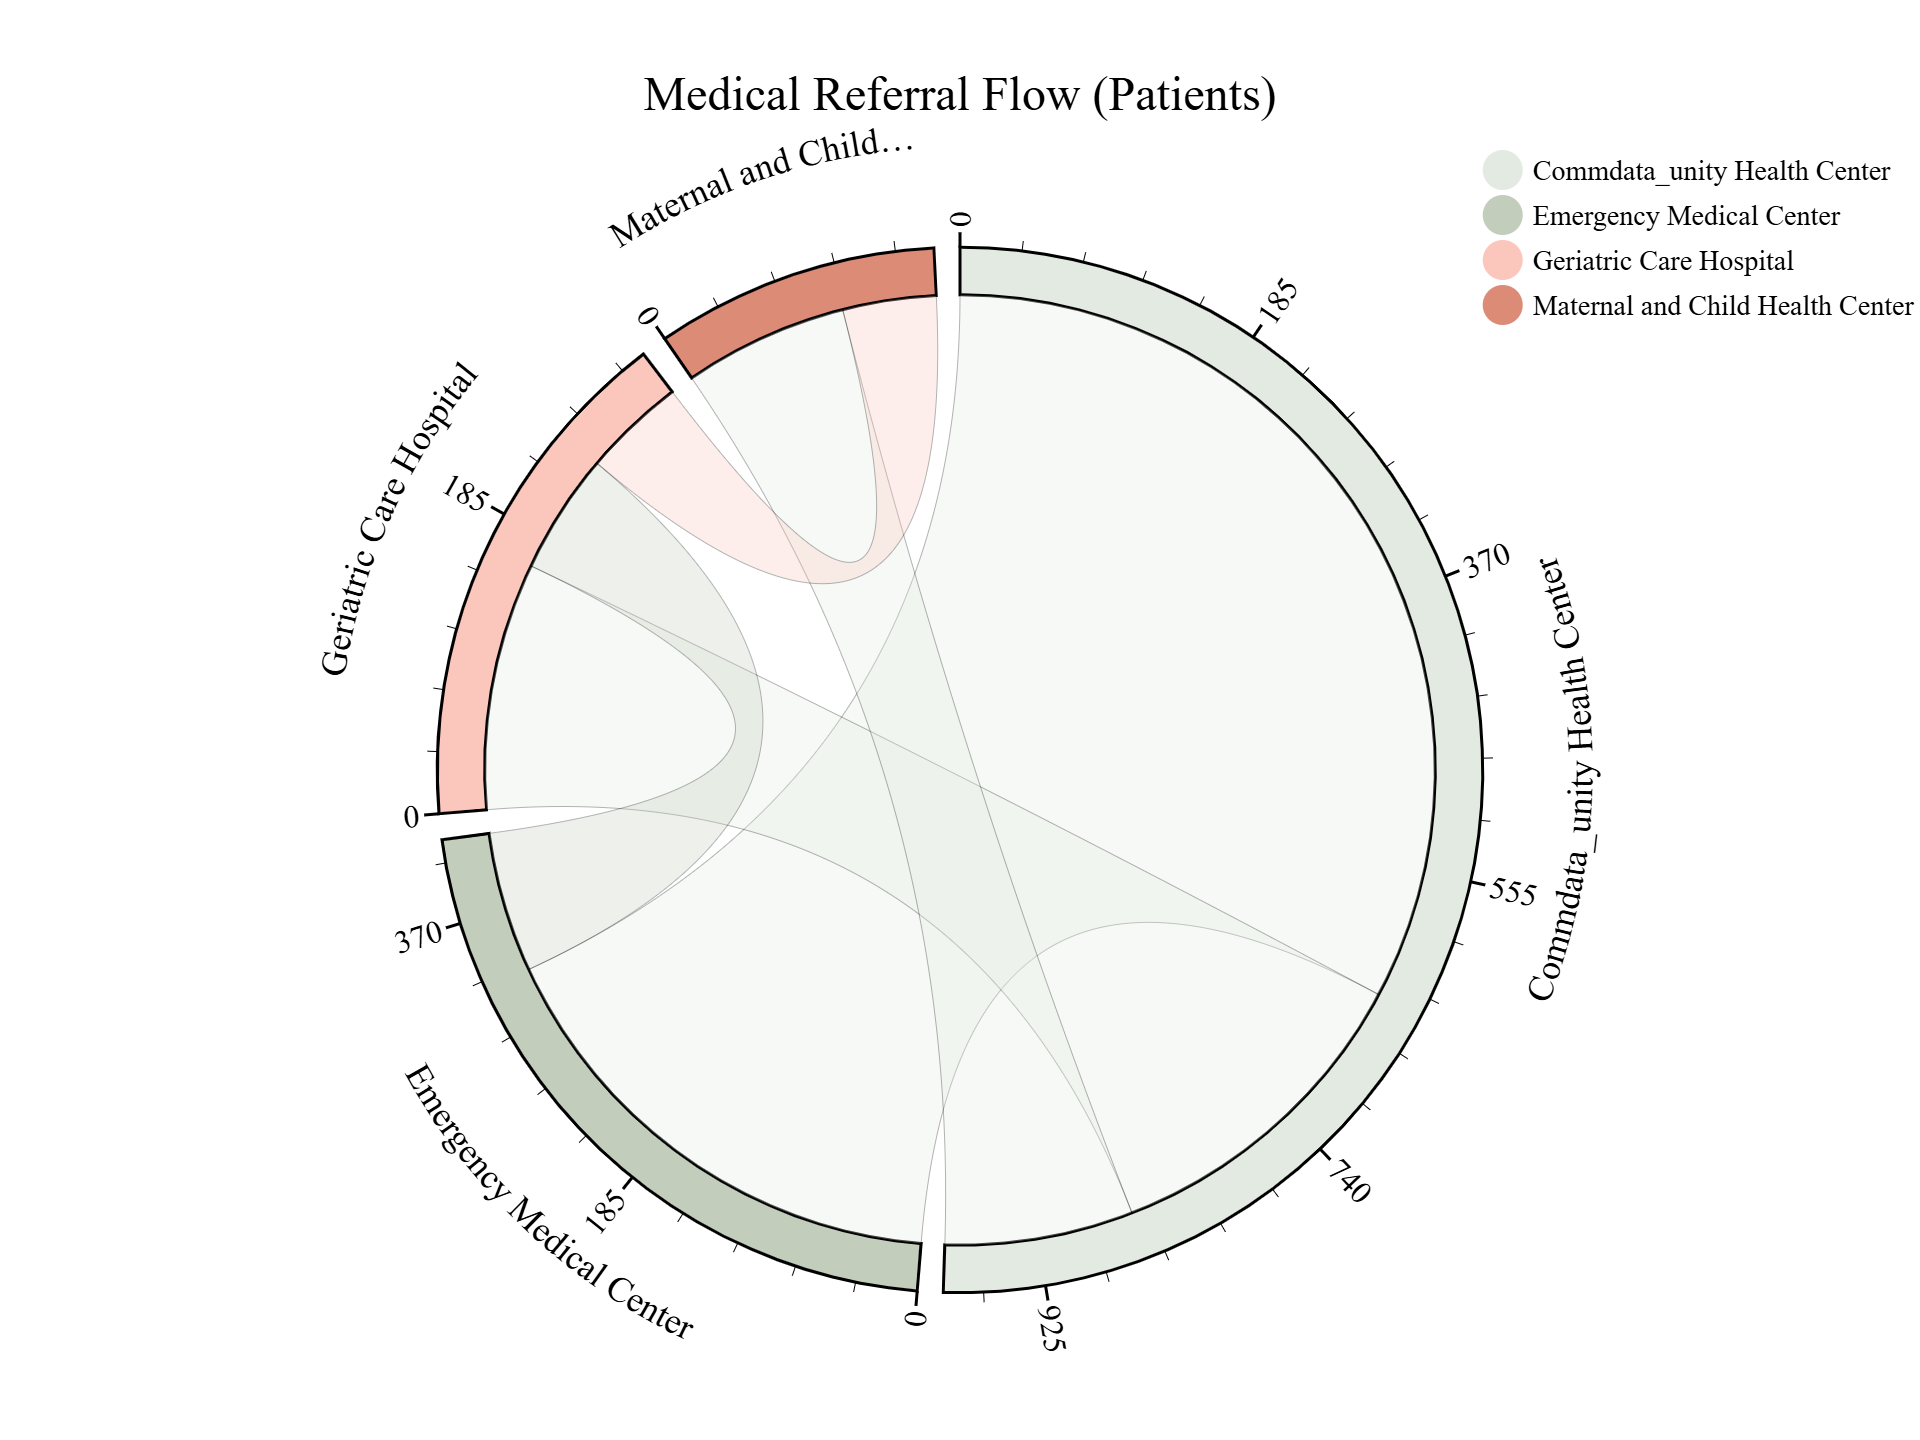 Medical Referral Flow (Patients)
Commdata_unity Health Center
Emergency Medical Center
Geriatric Care Hospital
Maternal and Child Health Center
Maternal and Child…
Geriatric Care Hospital
Emergency Medical Center
Commdata_unity Health Center
0
185
370
555
740
925
0
185
370
0
185
0